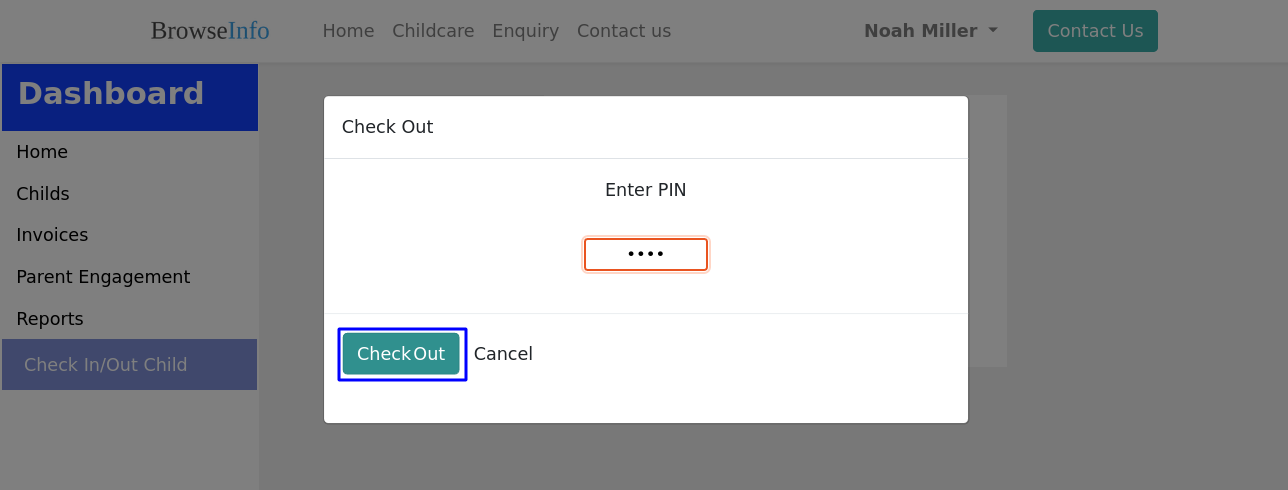 BrowseInfo Home Childcare Enquiry Contact us Noah Miller Contact Us
Dashboard
Home
Childs
Invoices
Parent Engagement
Reports
Check In/Out Child
Check Out
Enter PIN
••••
Check Out Cancel